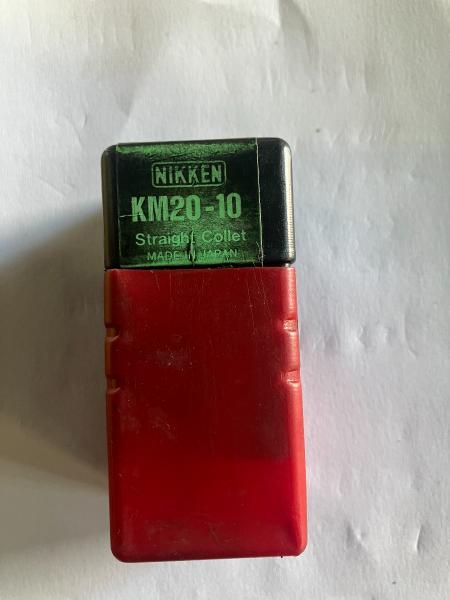 NIKKEN
KM20-10
Straight Collet
MADE IN JAPAN